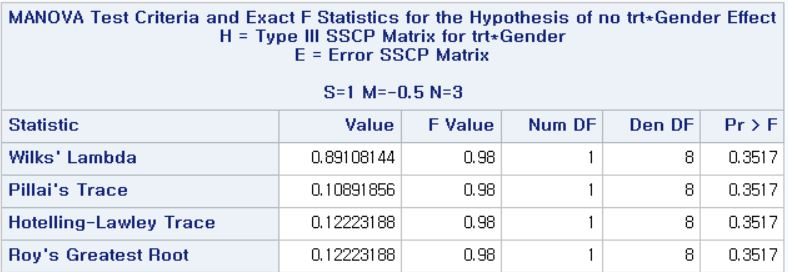 MANOVA Test Criteria and Exact F Statistics for the Hypothesis of no trt*Gender Effect
H = Type III SSCP Matrix for trt*Gender
E = Error SSCP Matrix
S=1 M=-0.5 N=3
Statistic Value F Value Num DF Den DF Pr > F
Wilks' Lambda 0.89108144 0.98 1 8 0.3517
Pillai's Trace 0.10891856 0.98 1 8 0.3517
Hotelling-Lawley Trace 0.12223188 0.98 1 8 0.3517
Roy's Greatest Root 0.12223188 0.98 1 8 0.3517